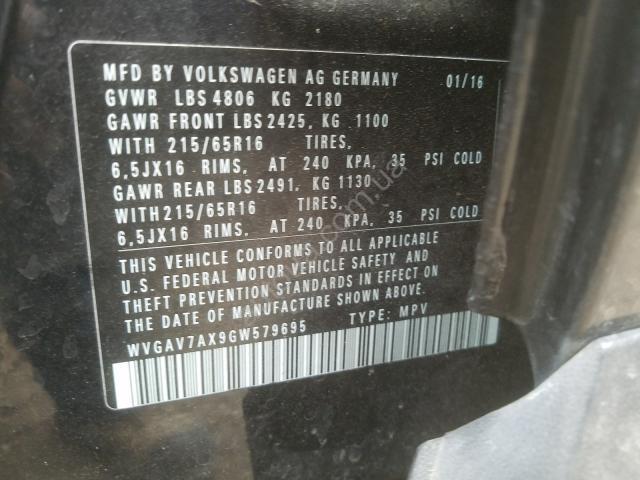 MFD BY VOLKSWAGEN AG GERMANY 01/16
GVWR LBS 4806 KG 2180
GAWR FRONT LBS 2425, KG 1100
WITH 215/65R16 TIRES,
6,5JX16 RIMS, AT 240 KPA, 35 PSI COLD
GAWR REAR LBS 2491, KG 1130
WITH 215/65R16 TIRES,
6,5JX16 RIMS, AT 240 KPA, 35 PSI COLD
THIS VEHICLE CONFORMS TO ALL APPLICABLE
U.S. FEDERAL MOTOR VEHICLE SAFETY AND
THEFT PREVENTION STANDARDS IN EFFECT ON
THE DATE OF MANUFACTURE SHOWN ABOVE.
WVGAV7AX9GW579695 TYPE: MPV